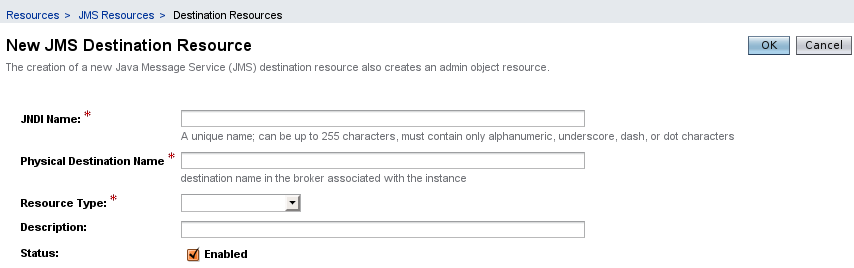 Resources > JMS Resources > Destination Resources
New JMS Destination Resource
OK Cancel
The creation of a new Java Message Service (JMS) destination resource also creates an admin object resource.
JNDI Name: *
A unique name; can be up to 255 characters, must contain only alphanumeric, underscore, dash, or dot characters
Physical Destination Name *
destination name in the broker associated with the instance
Resource Type: *
Description:
Status: Enabled